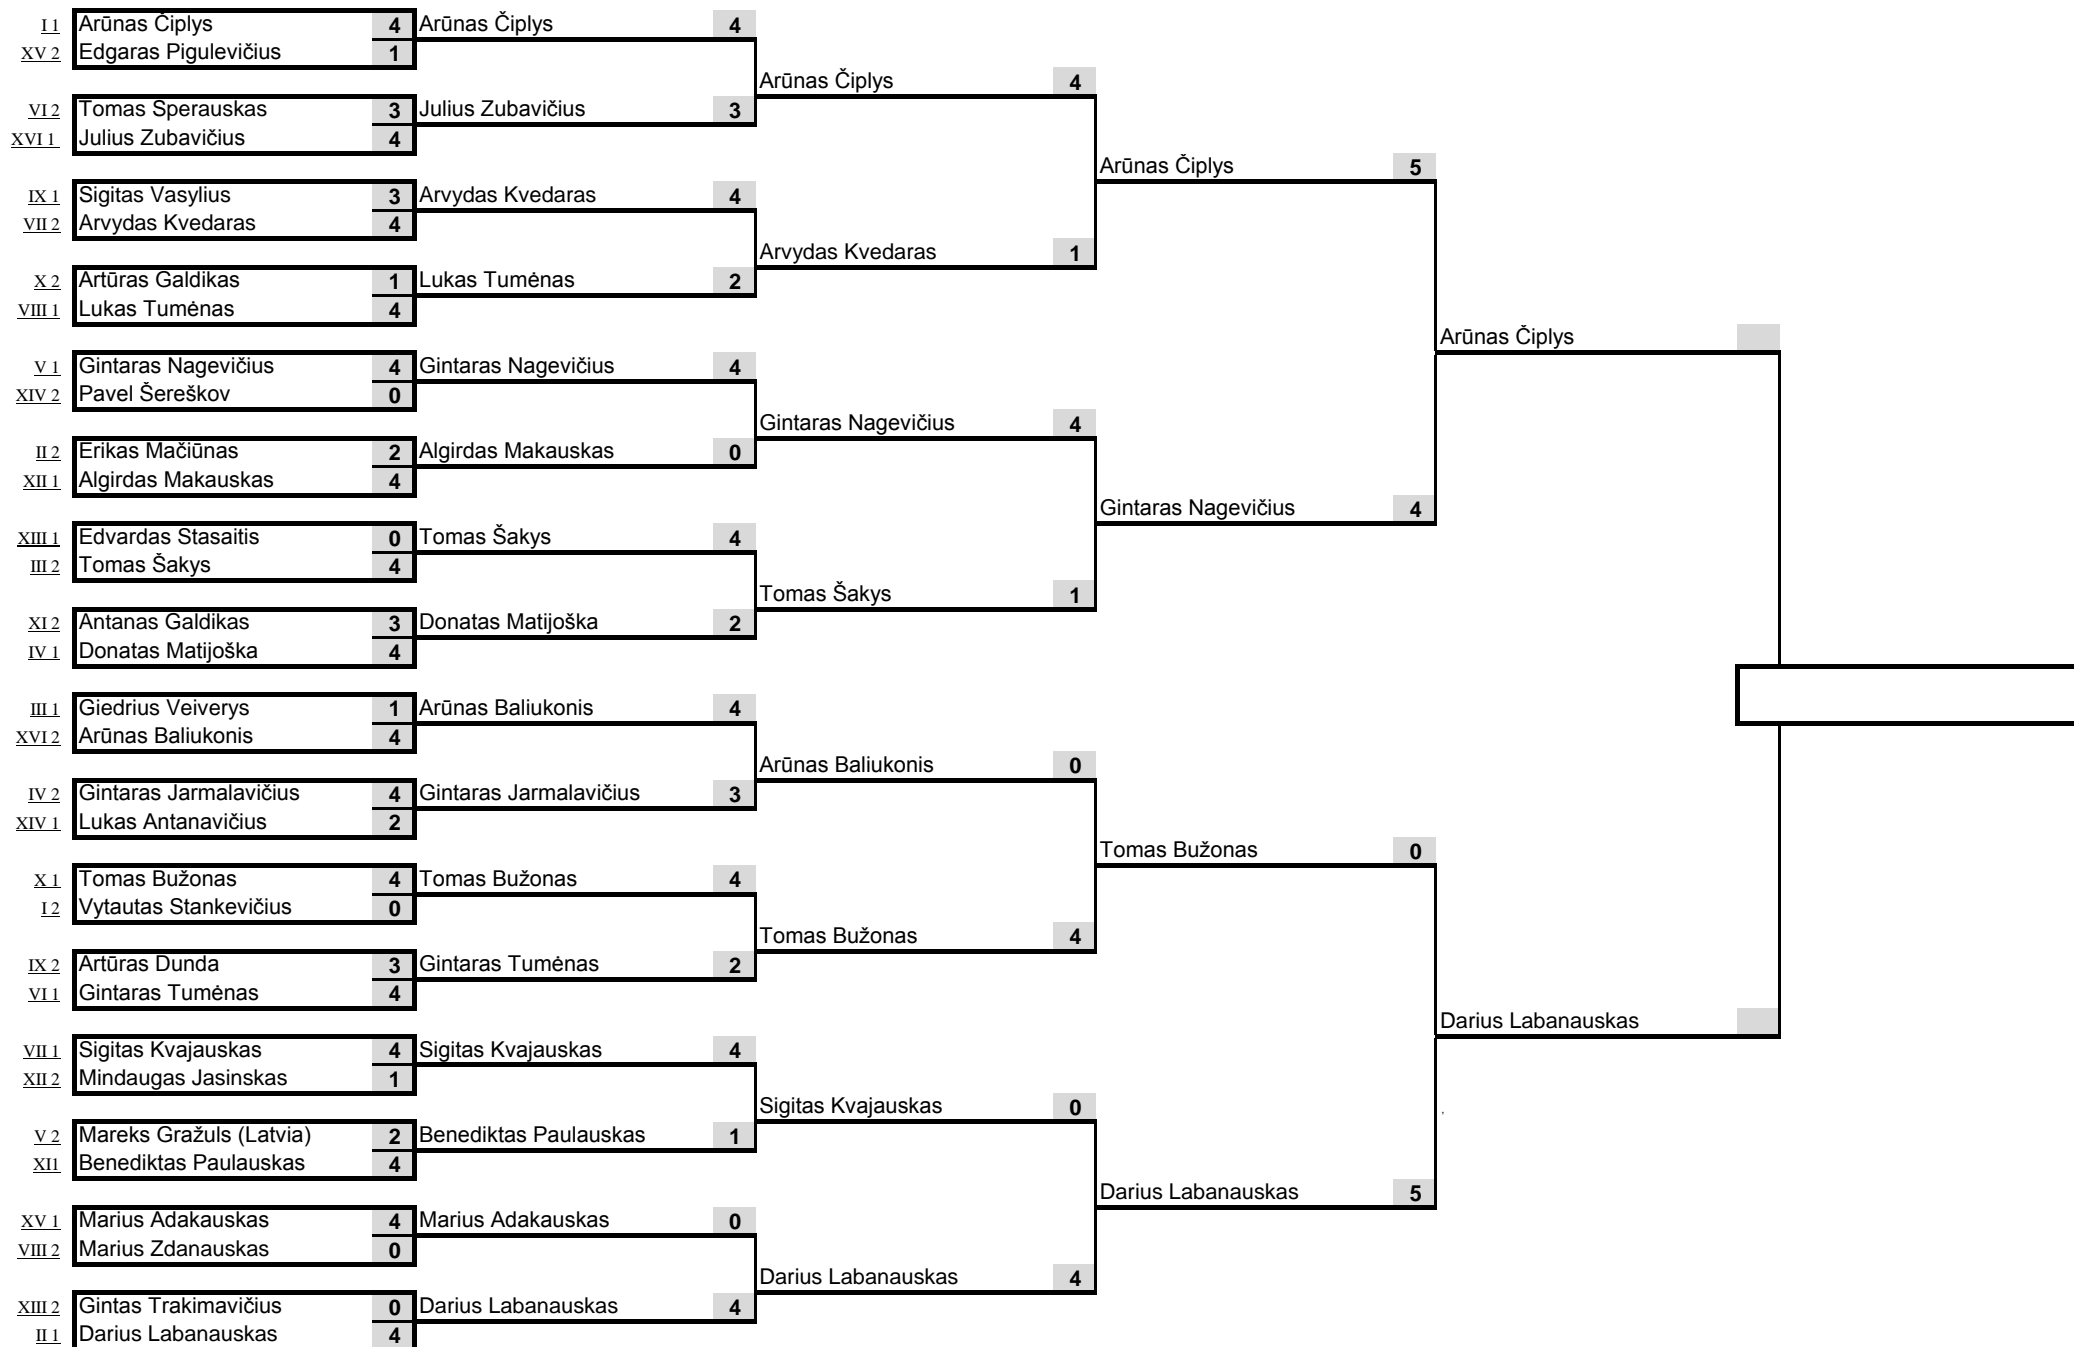 I 1 Arūnas Čiplys 4 Arūnas Čiplys 4
XV 2 Edgaras Pigulevičius 1
Arūnas Čiplys 4
VI 2 Tomas Sperauskas 3 Julius Zubavičius 3
XVI 1 Julius Zubavičius 4
Arūnas Čiplys 5
IX 1 Sigitas Vasylius 3 Arvydas Kvedaras 4
VII 2 Arvydas Kvedaras 4
Arvydas Kvedaras 1
X 2 Artūras Galdikas 1 Lukas Tumėnas 2
VIII 1 Lukas Tumėnas 4
Arūnas Čiplys
V 1 Gintaras Nagevičius 4 Gintaras Nagevičius 4
XIV 2 Pavel Šereškov 0
Gintaras Nagevičius 4
II 2 Erikas Mačiūnas 2 Algirdas Makauskas 0
XII 1 Algirdas Makauskas 4
Gintaras Nagevičius 4
XIII 1 Edvardas Stasaitis 0 Tomas Šakys 4
III 2 Tomas Šakys 4
Tomas Šakys 1
XI 2 Antanas Galdikas 3 Donatas Matijoška 2
IV 1 Donatas Matijoška 4
III 1 Giedrius Veiverys 1 Arūnas Baliukonis 4
XVI 2 Arūnas Baliukonis 4
Arūnas Baliukonis 0
IV 2 Gintaras Jarmalavičius 4 Gintaras Jarmalavičius 3
XIV 1 Lukas Antanavičius 2
Tomas Bužonas 0
X 1 Tomas Bužonas 4 Tomas Bužonas 4
I 2 Vytautas Stankevičius 0
Tomas Bužonas 4
IX 2 Artūras Dunda 3 Gintaras Tumėnas 2
VI 1 Gintaras Tumėnas 4
Darius Labanauskas
VII 1 Sigitas Kvajauskas 4 Sigitas Kvajauskas 4
XII 2 Mindaugas Jasinskas 1
Sigitas Kvajauskas 0
V 2 Mareks Gražuls (Latvia) 2 Benediktas Paulauskas 1
XI1 Benediktas Paulauskas 4
Darius Labanauskas 5
XV 1 Marius Adakauskas 4 Marius Adakauskas 0
VIII 2 Marius Zdanauskas 0
Darius Labanauskas 4
XIII 2 Gintas Trakimavičius 0 Darius Labanauskas 4
II 1 Darius Labanauskas 4